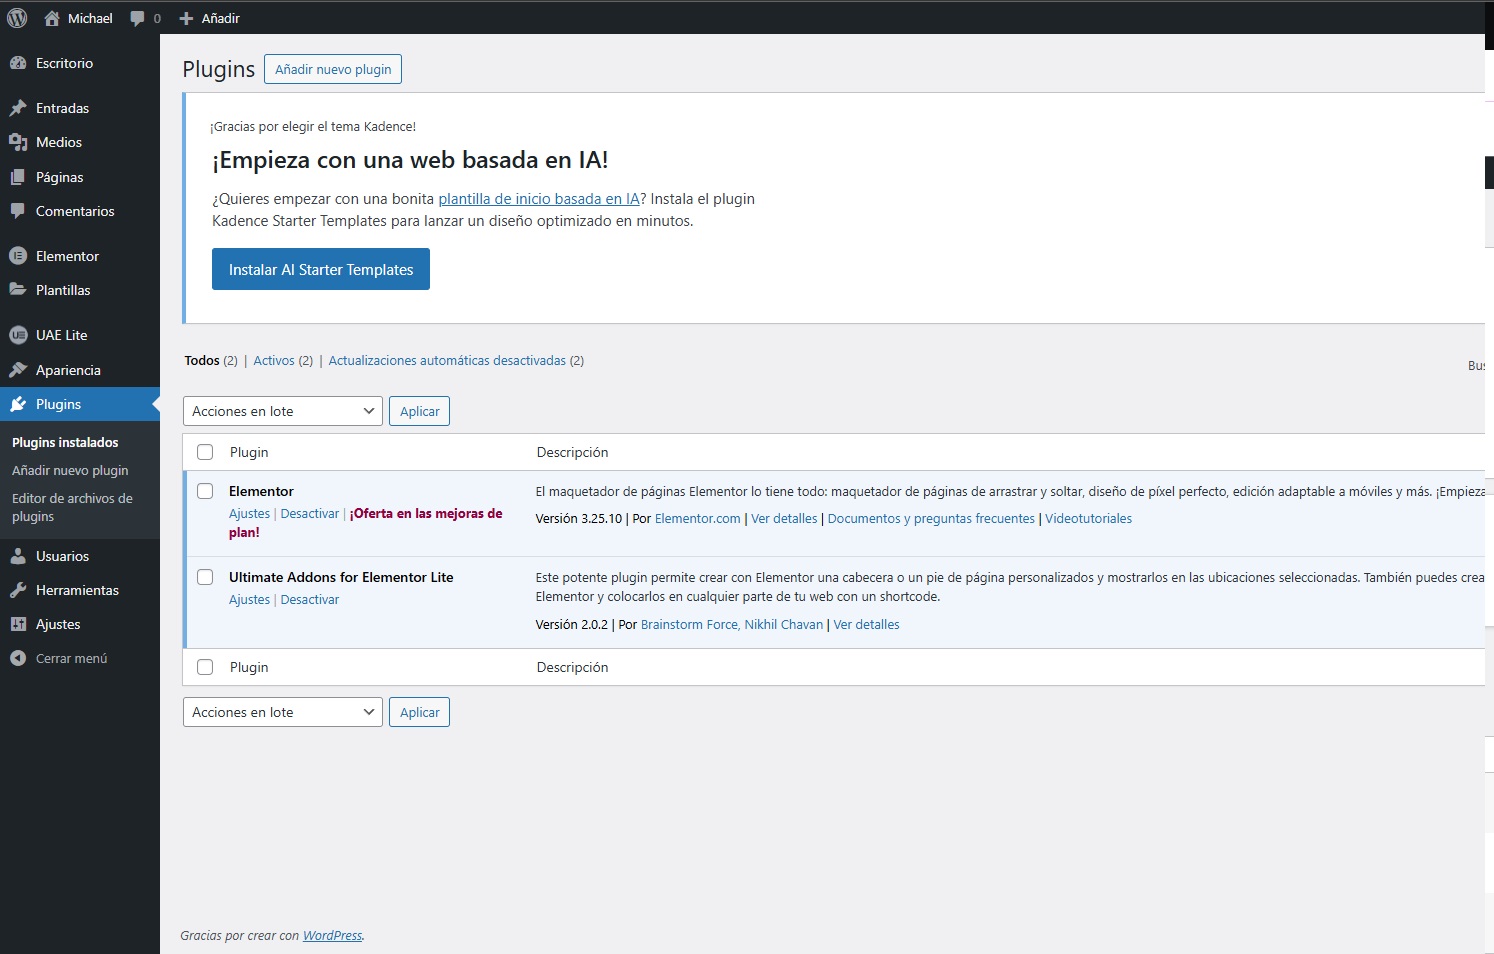 Michael
0
Añadir
Escritorio
Entradas
Medios
Páginas
Comentarios
Elementor
Plantillas
UAE Lite
Apariencia
Plugins
Plugins instalados
Añadir nuevo plugin
Editor de archivos de
plugins
Usuarios
Herramientas
Ajustes
Cerrar menú
Plugins
Añadir nuevo plugin
¡Gracias por elegir el tema Kadence!
¡Empieza con una web basada en IA!
¿Quieres empezar con una bonita plantilla de inicio basada en IA? Instala el plugin
Kadence Starter Templates para lanzar un diseño optimizado en minutos.
Instalar AI Starter Templates
Todos (2) | Activos (2) | Actualizaciones automáticas desactivadas (2)
Bus
Acciones en lote
Aplicar
Plugin
Descripción
Elementor
Ajustes | Desactivar | ¡Oferta en las mejoras de
plan!
El maquetador de páginas Elementor lo tiene todo: maquetador de páginas de arrastrar y soltar, diseño de píxel perfecto, edición adaptable a móviles y más. ¡Empieza
Versión 3.25.10 | Por Elementor.com | Ver detalles | Documentos y preguntas frecuentes | Videotutoriales
Ultimate Addons for Elementor Lite
Ajustes | Desactivar
Este potente plugin permite crear con Elementor una cabecera o un pie de página personalizados y mostrarlos en las ubicaciones seleccionadas. También puedes crea
Elementor y colocarlos en cualquier parte de tu web con un shortcode.
Versión 2.0.2 | Por Brainstorm Force, Nikhil Chavan | Ver detalles
Plugin
Descripción
Acciones en lote
Aplicar
Gracias por crear con WordPress.